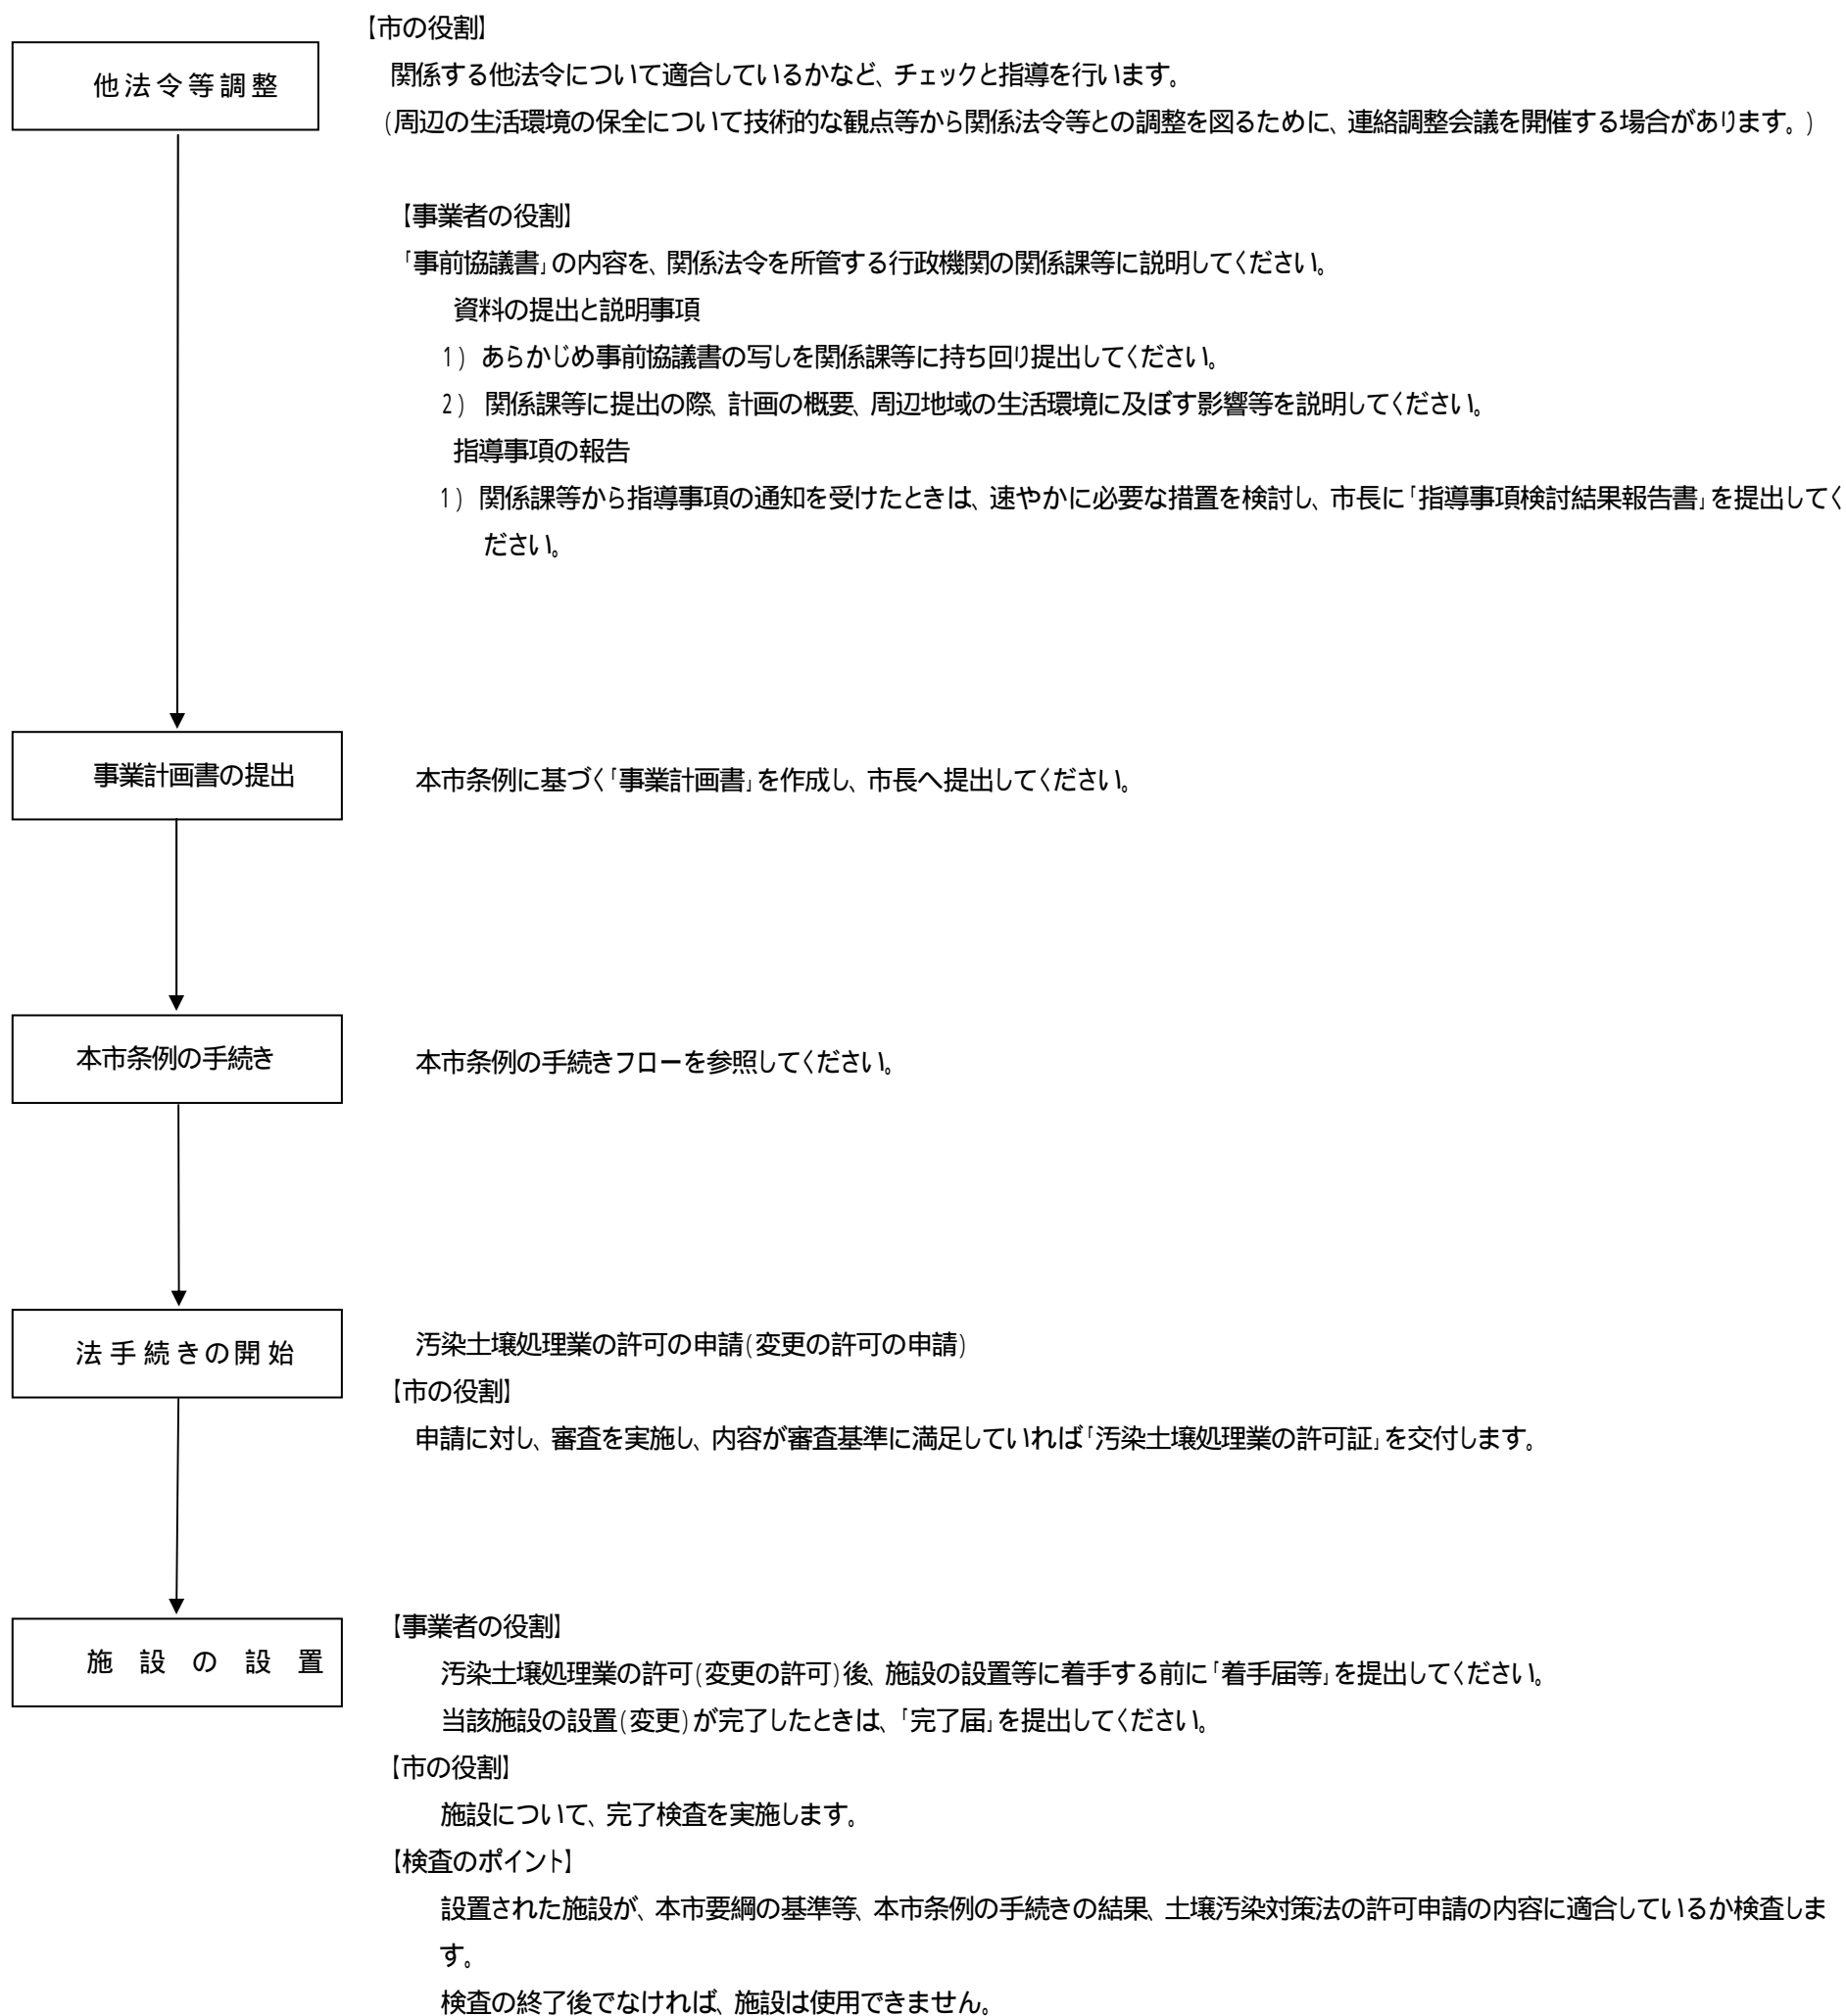 【市の役割】
他法令等調整
関係する他法令について適合しているかなど、チェックと指導を行います。
(周辺の生活環境の保全について技術的な観点等から関係法令等との調整を図るために、連絡調整会議を開催する場合があります。)
【事業者の役割】
「事前協議書」の内容を、関係法令を所管する行政機関の関係課等に説明してください。
資料の提出と説明事項
1) あらかじめ事前協議書の写しを関係課等に持ち回り提出してください。
2) 関係課等に提出の際、計画の概要、周辺地域の生活環境に及ぼす影響等を説明してください。
指導事項の報告
1) 関係課等から指導事項の通知を受けたときは、速やかに必要な措置を検討し、市長に「指導事項検討結果報告書」を提出してく
ださい。
事業計画書の提出
本市条例に基づく「事業計画書」を作成し、市長へ提出してください。
本市条例の手続き
本市条例の手続きフローを参照してください。
法手続きの開始
汚染土壌処理業の許可の申請(変更の許可の申請)
【市の役割】
申請に対し、審査を実施し、内容が審査基準に満足していれば「汚染土壌処理業の許可証」を交付します。
施設の設置
【事業者の役割】
汚染土壌処理業の許可(変更の許可)後、施設の設置等に着手する前に「着手届等」を提出してください。
当該施設の設置(変更)が完了したときは、「完了届」を提出してください。
【市の役割】
施設について、完了検査を実施します。
【検査のポイント】
設置された施設が、本市要綱の基準等、本市条例の手続きの結果、土壌汚染対策法の許可申請の内容に適合しているか検査しま
す。
検査の終了後でなければ、施設は使用できません。